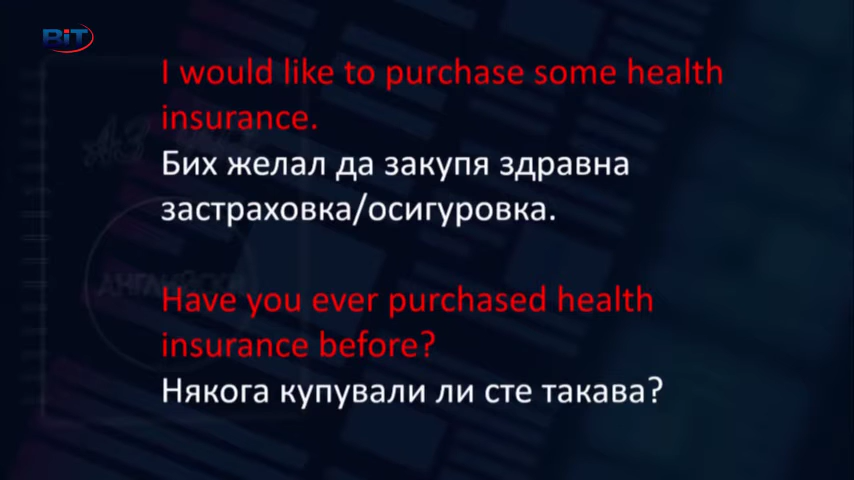 BiT
I would like to purchase some health
insurance.
Бих желал да закупя здравна
застраховка/осигуровка.
Have you ever purchased health
insurance before?
Някога купували ли сте такава?